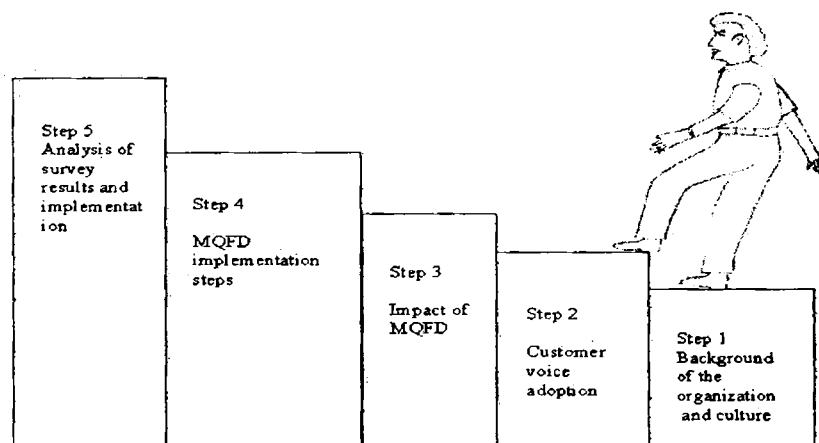 Step 5
Analysis of
survey
results and
implementat
ion
Step 4
MQFD
implementation
steps
Step 3
Impact of
MQFD
Step 2
Customer
voice
adoption
Step 1
Background
of the
organization
and culture